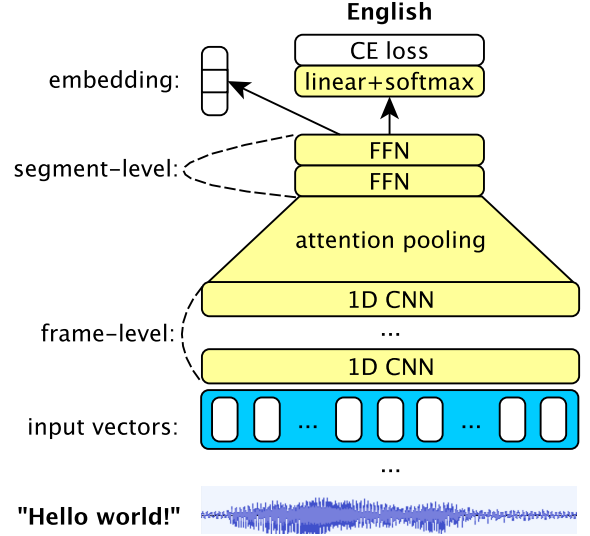 English
CE loss
embedding:
linear+softmax
FFN
segment-level:
FFN
attention pooling
1D CNN
frame-level:
...
1D CNN
input vectors:
... ...
...
"Hello world!"